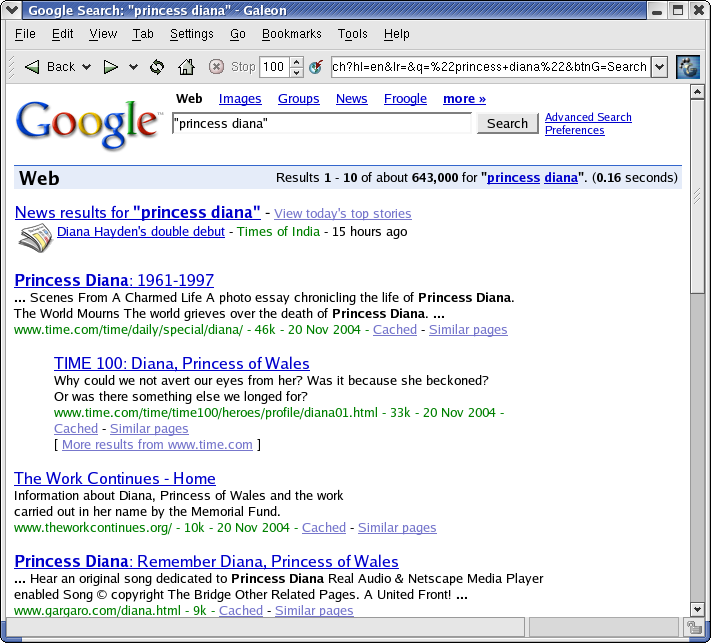 Google Search: "princess diana" - Galeon
File Edit View Tab Settings Go Bookmarks Tools Help
Back Stop 100 ch?hl=en&lr=&q=%22princess+diana%22&btnG=Search
Web Images Groups News Froogle more »
Google™ "princess diana" Search Advanced Search
Preferences
Web Results 1 - 10 of about 643,000 for "princess diana". (0.16 seconds)
News results for "princess diana" - View today's top stories
Diana Hayden's double debut - Times of India - 15 hours ago
Princess Diana: 1961-1997
... Scenes From A Charmed Life A photo essay chronicling the life of Princess Diana.
The World Mourns The world grieves over the death of Princess Diana. ...
www.time.com/time/daily/special/diana/ - 46k - 20 Nov 2004 - Cached - Similar pages
TIME 100: Diana, Princess of Wales
Why could we not avert our eyes from her? Was it because she beckoned?
Or was there something else we longed for?
www.time.com/time/time100/heroes/profile/diana01.html - 33k - 20 Nov 2004 -
Cached - Similar pages
[ More results from www.time.com ]
The Work Continues - Home
Information about Diana, Princess of Wales and the work
carried out in her name by the Memorial Fund.
www.theworkcontinues.org/ - 10k - 20 Nov 2004 - Cached - Similar pages
Princess Diana: Remember Diana, Princess of Wales
... Hear an original song dedicated to Princess Diana Real Audio & Netscape Media Player
enabled Song © copyright The Bridge Other Related Pages. A United Front! ...
www.gargaro.com/diana.html - 9k - Cached - Similar pages